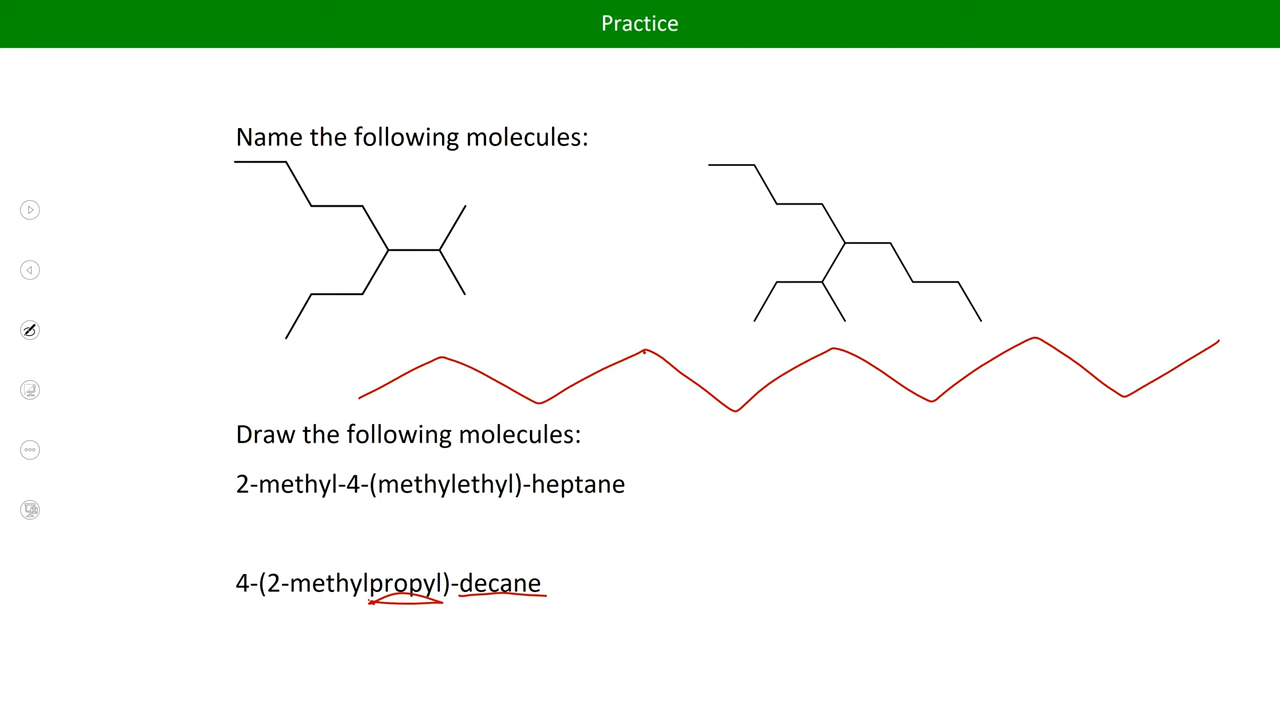 Practice
Name the following molecules:
Draw the following molecules:
2-methyl-4-(methylethyl)-heptane
4-(2-methylpropyl)-decane